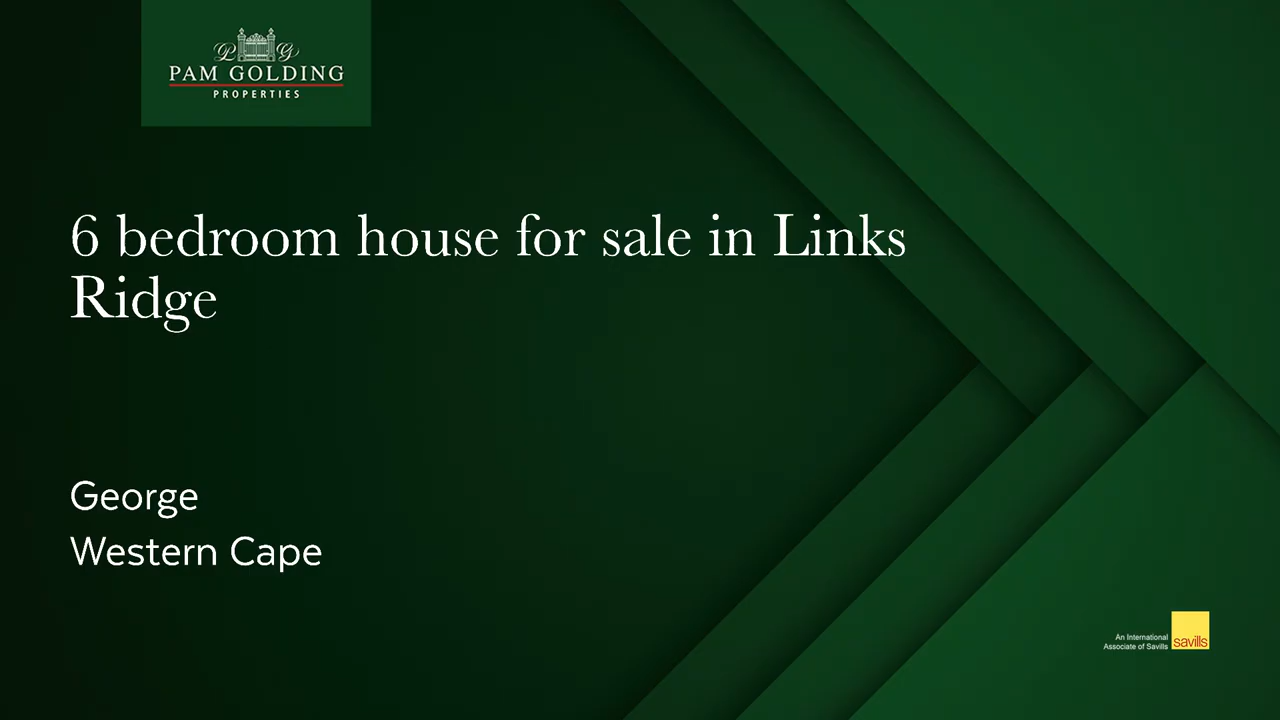 PG
PAM GOLDING
PROPERTIES
6 bedroom house for sale in Links
Ridge
George
Western Cape
An International
Associate of Savills
savills